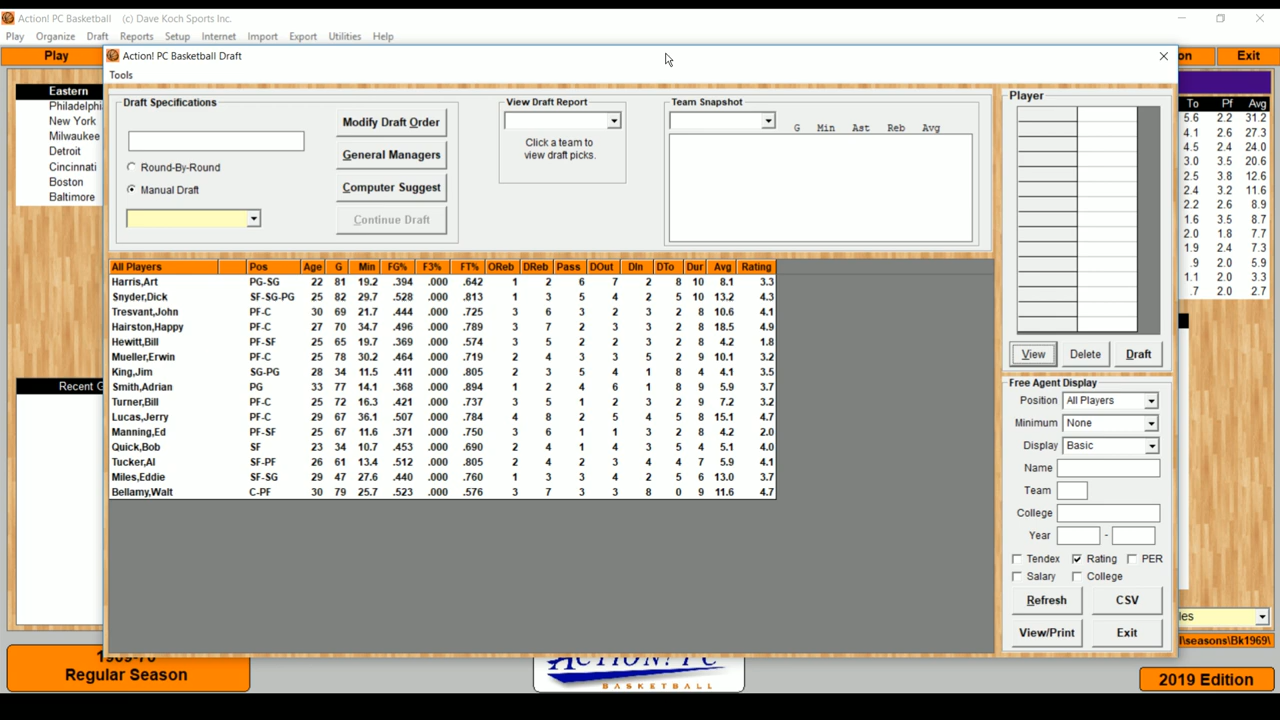 Action! PC Basketball (c) Dave Koch Sports Inc.
Play Organize Draft Reports Setup Internet Import Export Utilities Help
Play Exit
Action! PC Basketball Draft
Tools
Eastern
Philadelphi
New York
Milwaukee
Detroit
Cincinnati
Boston
Baltimore
Recent G
Draft Specifications
Round-By-Round
Manual Draft
Modify Draft Order
General Managers
Computer Suggest
Continue Draft
View Draft Report
Click a team to
view draft picks.
Team Snapshot
G Min Ast Reb Avg
All Players Pos Age G Min FG% F3% FT% OReb DReb Pass DOut DIn DTo Dur Avg Rating
Harris,Art PG-SG 22 81 19.2 .394 .000 .642 1 2 6 7 2 8 10 8.1 3.3
Snyder,Dick SF-SG-PG 25 82 29.7 .528 .000 .813 1 3 5 4 2 5 10 13.2 4.3
Tresvant,John PF-C 30 69 21.7 .444 .000 .725 3 6 3 2 3 2 8 10.6 4.1
Hairston,Happy PF-C 27 70 34.7 .496 .000 .789 3 7 2 3 3 2 8 18.5 4.9
Hewitt,Bill PF-SF 25 65 19.7 .369 .000 .574 3 5 2 2 3 2 8 4.2 1.8
Mueller,Erwin PF-C 25 78 30.2 .464 .000 .719 2 4 3 3 5 2 9 10.1 3.2
King,Jim SG-PG 28 34 11.5 .411 .000 .805 2 3 5 4 1 8 4 4.1 3.5
Smith,Adrian PG 33 77 14.1 .368 .000 .894 1 2 4 6 1 8 9 5.9 3.7
Turner,Bill PF-C 25 72 16.3 .421 .000 .737 3 5 1 2 3 2 9 7.2 3.2
Lucas,Jerry PF-C 29 67 36.1 .507 .000 .784 4 8 2 5 4 5 8 15.1 4.7
Manning,Ed PF-SF 25 67 11.6 .371 .000 .750 3 6 1 1 3 2 8 4.2 2.0
Quick,Bob SF 23 34 10.7 .453 .000 .690 2 4 1 4 3 5 4 5.1 4.0
Tucker,Al SF-PF 26 61 13.4 .512 .000 .805 2 4 2 3 4 4 7 5.9 4.1
Miles,Eddie SF-SG 29 47 27.6 .440 .000 .760 1 3 3 4 2 5 6 13.0 3.7
Bellamy,Walt C-PF 30 79 25.7 .523 .000 .576 3 7 3 3 8 0 9 11.6 4.7
Player
View Delete Draft
Free Agent Display
Position All Players
Minimum None
Display Basic
Name
Team
College
Year -
Tendex Rating PER
Salary College
Refresh CSV
View/Print Exit
on
To Pf Avg
5.6 2.2 31.2
4.1 2.6 27.3
4.5 2.4 24.0
3.0 3.5 20.6
2.5 3.8 12.6
2.4 3.2 11.6
2.2 2.6 8.9
1.6 3.5 8.7
2.0 1.8 7.7
1.9 2.4 7.3
.9 2.0 5.9
1.1 2.0 3.3
.7 2.0 2.7
les
l\seasons\Bk1969\
1969-70
Regular Season
ACTION! PC
BASKETBALL
2019 Edition